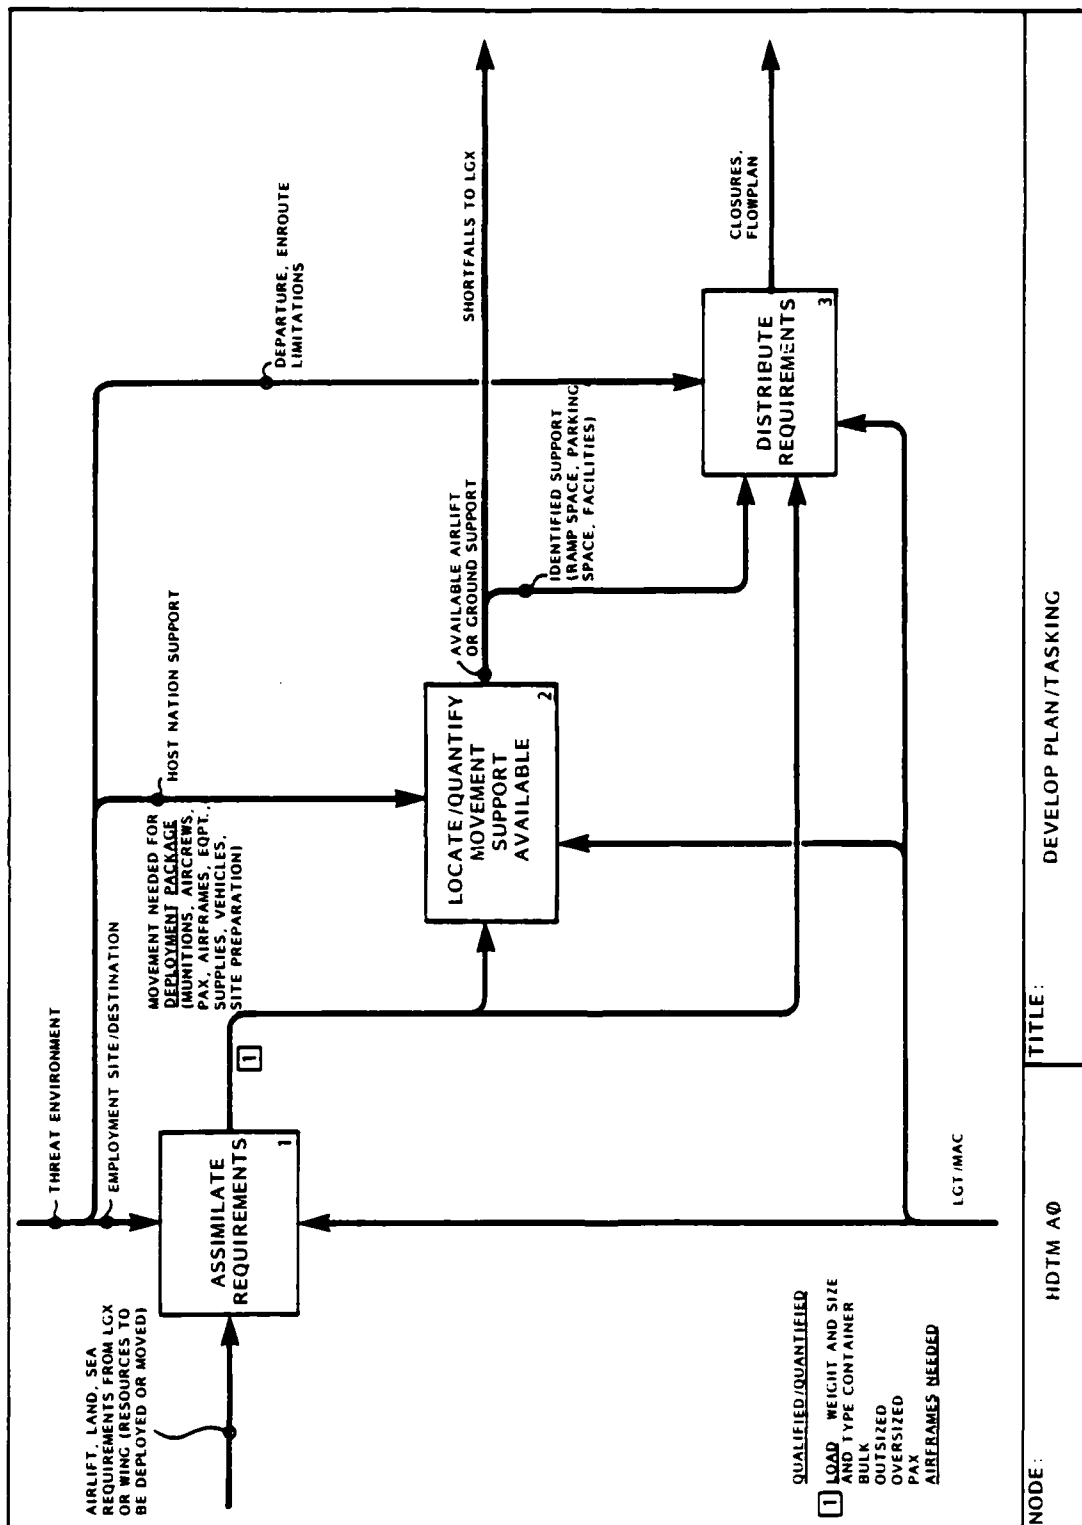 THREAT ENVIRONMENT
EMPLOYMENT SITE/DESTINATION
AIRLIFT, LAND, SEA
REQUIREMENTS FROM LGX
OR WING (RESOURCES TO
BE DEPLOYED OR MOVED)
ASSIMILATE
REQUIREMENTS
1
1
MOVEMENT NEEDED FOR
DEPLOYMENT PACKAGE
(MUNITIONS, AIRCREWS,
PAX, AIRFRAMES, EQPT.,
SUPPLIES, VEHICLES,
SITE PREPARATION)
HOST NATION SUPPORT
LOCATE/QUANTIFY
MOVEMENT
SUPPORT
AVAILABLE
2
AVAILABLE AIRLIFT
OR GROUND SUPPORT
DEPARTURE, ENROUTE
LIMITATIONS
SHORTFALLS TO LGX
IDENTIFIED SUPPORT
(RAMP SPACE, PARKING
SPACE, FACILITIES)
DISTRIBUTE
REQUIREMENTS
3
CLOSURES,
FLOWPLAN
LGT/MAC
QUALIFIED/QUANTIFIED
1 LOAD WEIGHT AND SIZE
AND TYPE CONTAINER
BULK
OUTSIZED
OVERSIZED
PAX
AIRFRAMES NEEDED
NODE: HDTM AØ
TITLE: DEVELOP PLAN/TASKING